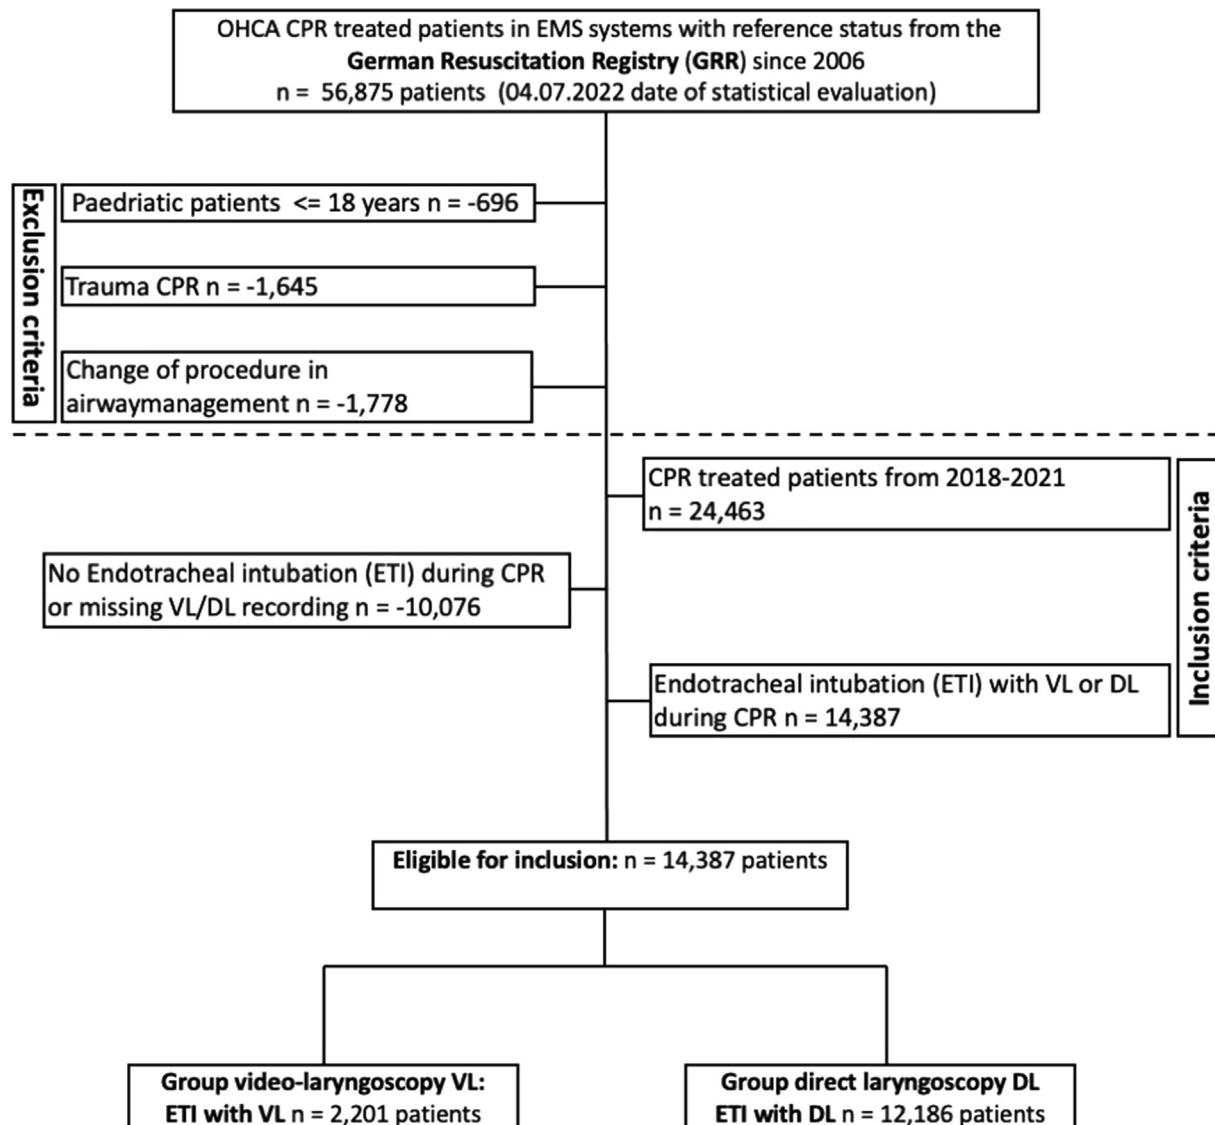 OHCA CPR treated patients in EMS systems with reference status from the
German Resuscitation Registry (GRR) since 2006
n = 56,875 patients (04.07.2022 date of statistical evaluation)
Exclusion criteria
Paedriatic patients <= 18 years n = -696
Trauma CPR n = -1,645
Change of procedure in
airwaymanagement n = -1,778
CPR treated patients from 2018-2021
n = 24,463
Inclusion criteria
No Endotracheal intubation (ETI) during CPR
or missing VL/DL recording n = -10,076
Endotracheal intubation (ETI) with VL or DL
during CPR n = 14,387
Eligible for inclusion: n = 14,387 patients
Group video-laryngoscopy VL:
ETI with VL n = 2,201 patients
Group direct laryngoscopy DL
ETI with DL n = 12,186 patients